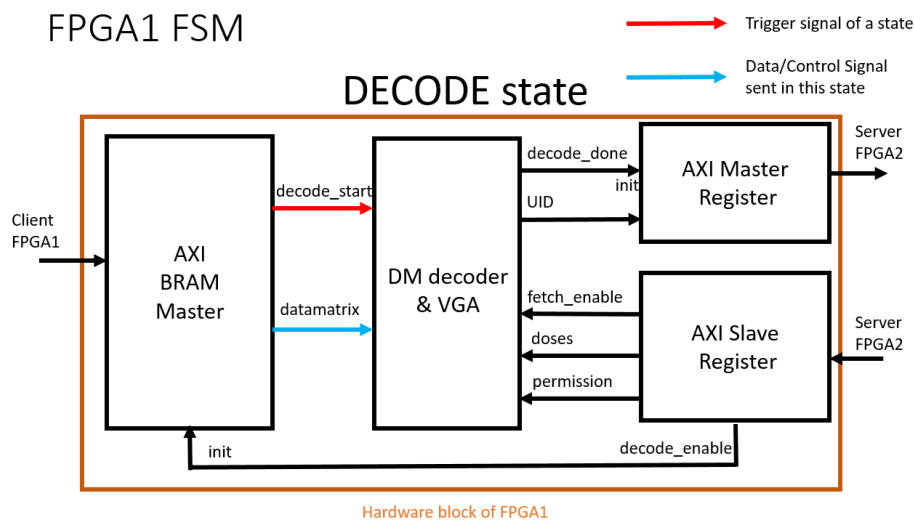 FPGA1 FSM
Trigger signal of a state
Data/Control Signal
sent in this state
DECODE state
Client
FPGA1
AXI
BRAM
Master
decode_start
datamatrix
DM decoder
& VGA
decode_done
init
UID
AXI Master
Register
Server
FPGA2
fetch_enable
doses
permission
AXI Slave
Register
Server
FPGA2
init
decode_enable
Hardware block of FPGA1